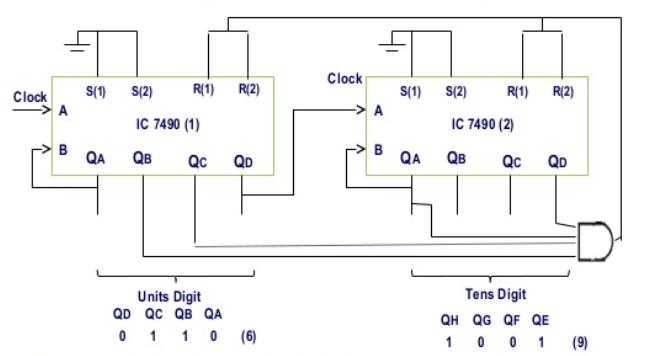 S(1) S(2) R(1) R(2)
Clock
A
IC 7490 (1)
B
QA QB QC QD
Clock
S(1) S(2) R(1) R(2)
A
IC 7490 (2)
B
QA QB QC QD
Units Digit
QD QC QB QA
0 1 1 0 (6)
Tens Digit
QH QG QF QE
1 0 0 1 (9)